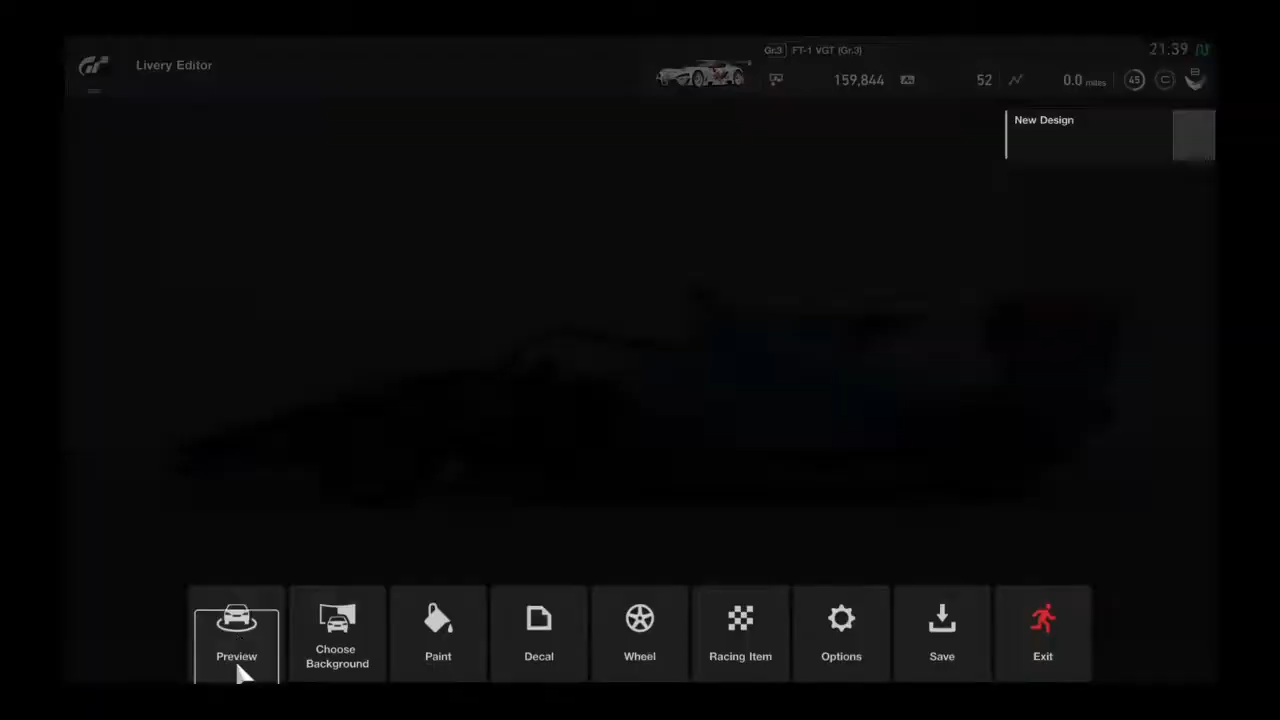 Livery Editor
Gr.3 FT-1 VGT (Gr.3)
21:39
159,844
52
0.0 miles
45
New Design
Preview
Choose
Background
Paint
Decal
Wheel
Racing Item
Options
Save
Exit